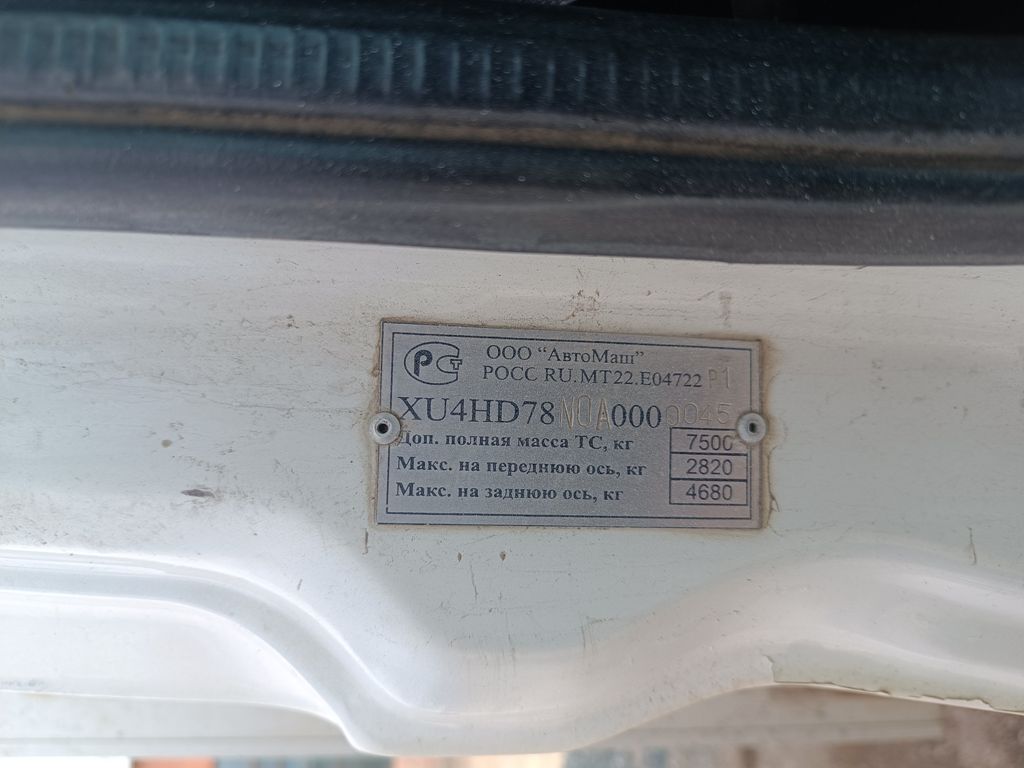 РСТ
ООО “АвтоМаш”
РОСС RU.МТ22.Е04722 Р1
XU4HD78N0A0000045
Доп. полная масса ТС, кг 7500
Макс. на переднюю ось, кг 2820
Макс. на заднюю ось, кг 4680